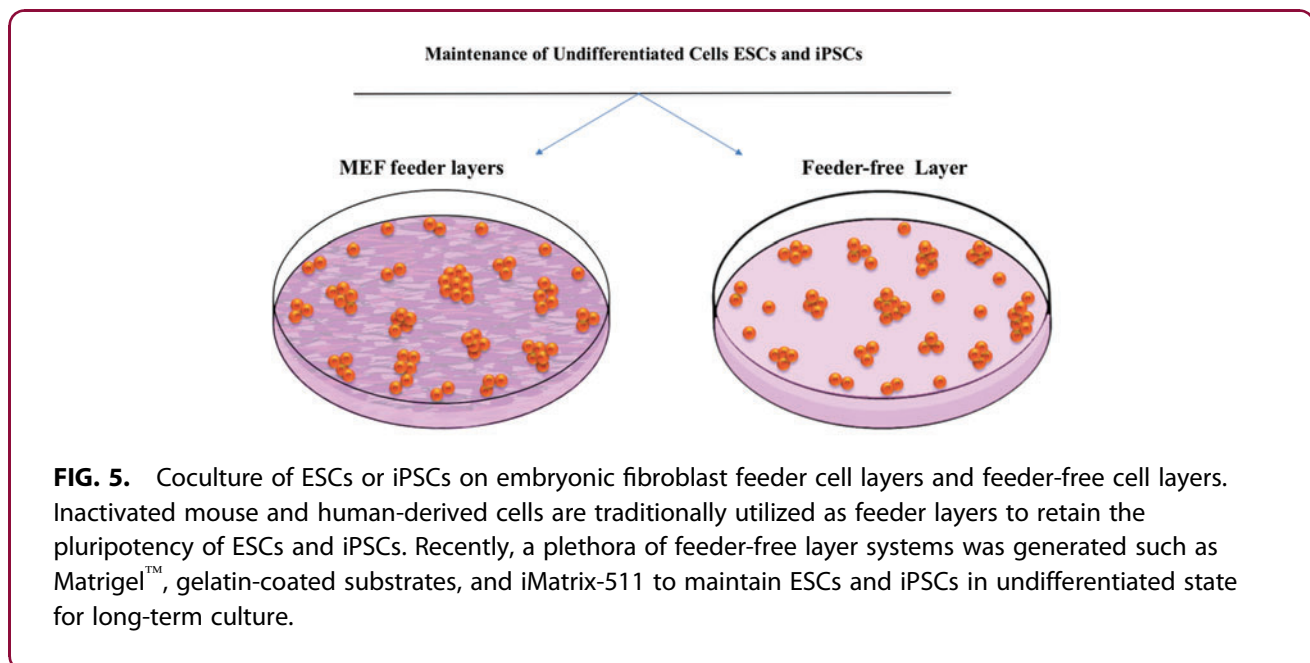 Maintenance of Undifferentiated Cells ESCs and iPSCs
MEF feeder layers
Feeder-free Layer
FIG. 5. Coculture of ESCs or iPSCs on embryonic fibroblast feeder cell layers and feeder-free cell layers.
Inactivated mouse and human-derived cells are traditionally utilized as feeder layers to retain the
pluripotency of ESCs and iPSCs. Recently, a plethora of feeder-free layer systems was generated such as
Matrigel™, gelatin-coated substrates, and iMatrix-511 to maintain ESCs and iPSCs in undifferentiated state
for long-term culture.